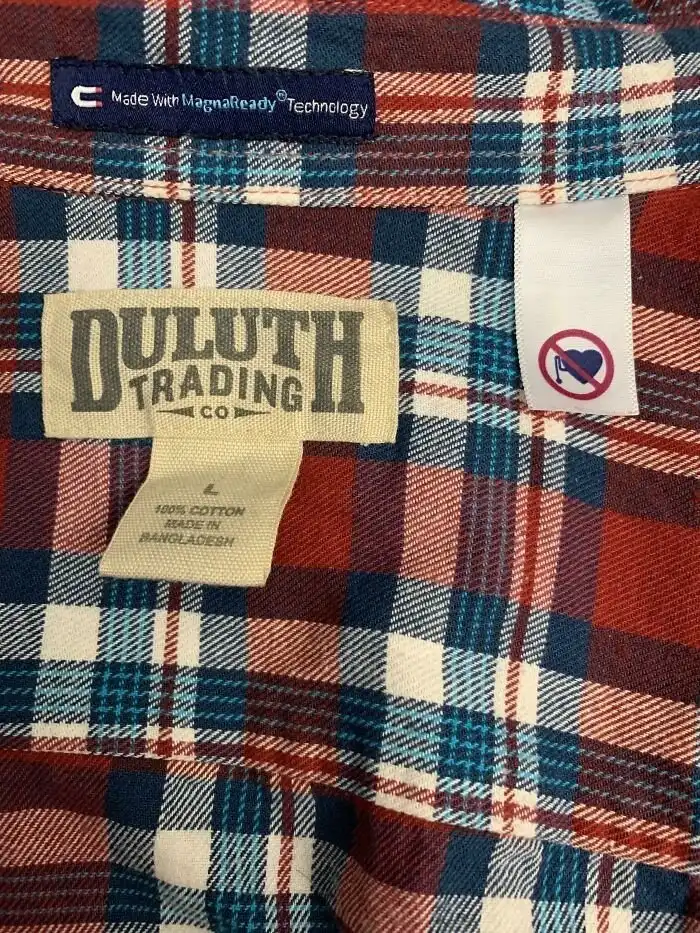 Made With MagnaReady® Technology
DULUTH
TRADING
CO
L
100% COTTON
MADE IN
BANGLADESH